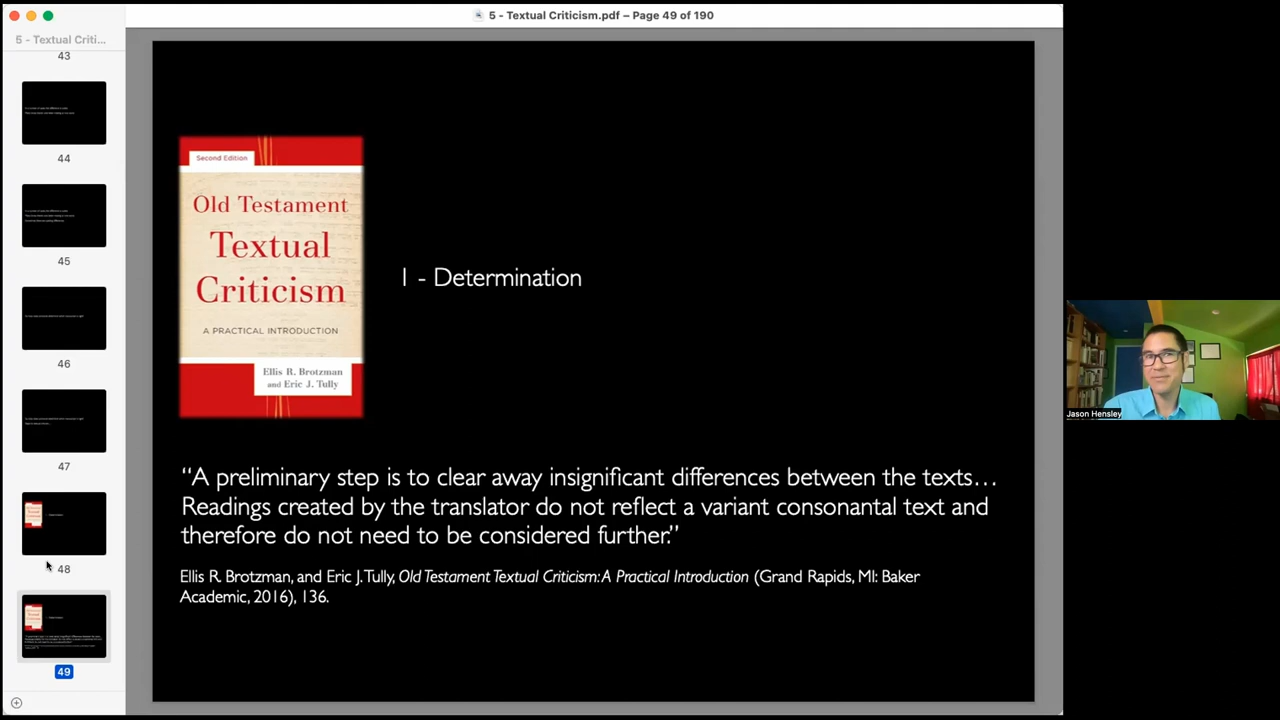 5 - Textual Criticism.pdf – Page 49 of 190
5 - Textual Criti...
43
44
45
46
47
48
49
Second Edition
Old Testament
Textual
Criticism
A PRACTICAL INTRODUCTION
Ellis R. Brotzman
and Eric J. Tully
1 - Determination
“A preliminary step is to clear away insignificant differences between the texts…
Readings created by the translator do not reflect a variant consonantal text and
therefore do not need to be considered further.”
Ellis R. Brotzman, and Eric J. Tully, Old Testament Textual Criticism: A Practical Introduction (Grand Rapids, MI: Baker
Academic, 2016), 136.
Jason Hensley